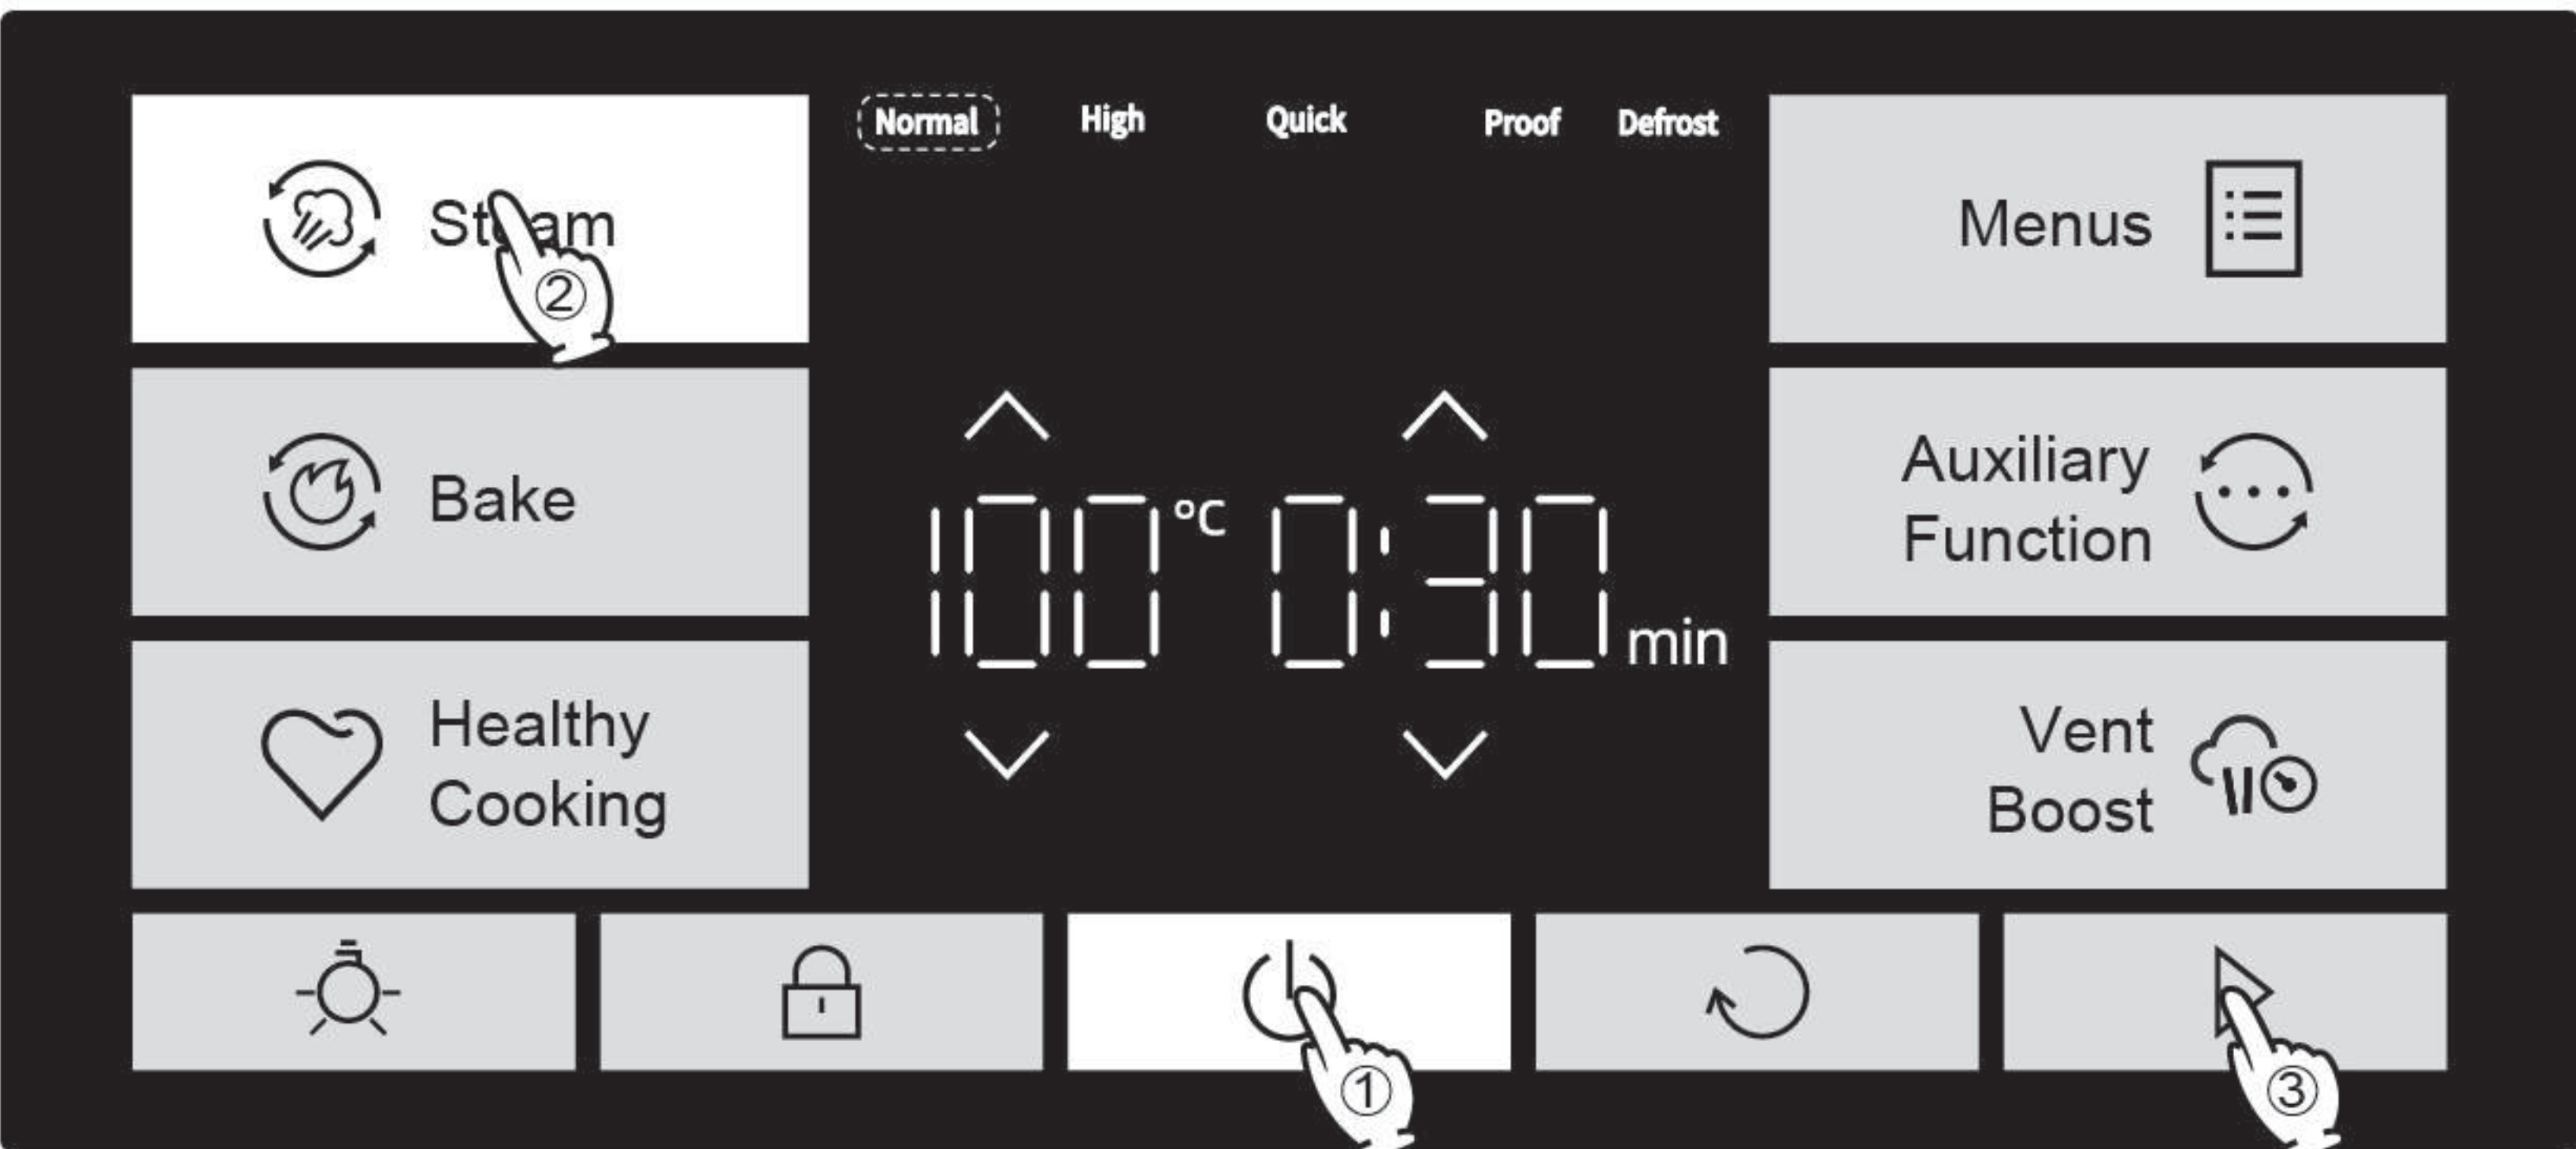 Normal High Quick Proof Defrost
Steam
②
Menus
Bake
Auxiliary
Function
100 °C 0:30 min
Healthy
Cooking
Vent
Boost
①
③